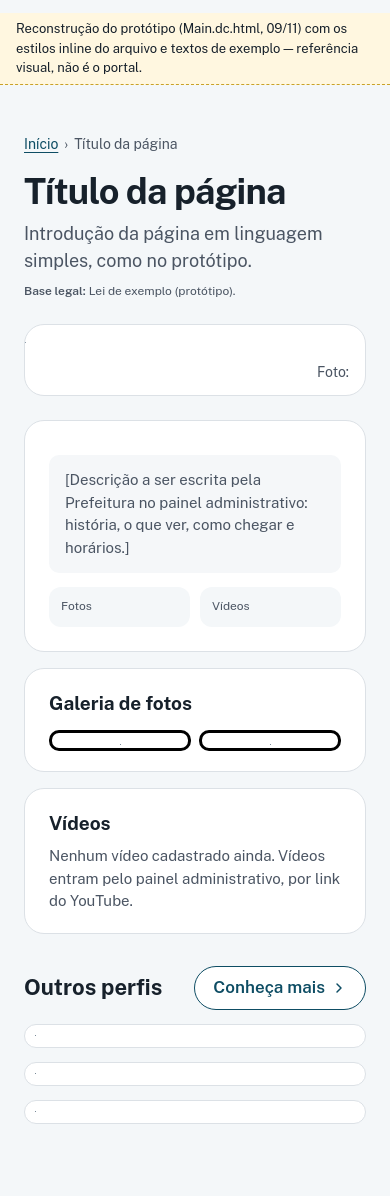 Reconstrução do protótipo (Main.dc.html, 09/11) com os
estilos inline do arquivo e textos de exemplo — referência
visual, não é o portal.
Início › Título da página
Título da página
Introdução da página em linguagem
simples, como no protótipo.
Base legal: Lei de exemplo (protótipo).
Foto:
[Descrição a ser escrita pela
Prefeitura no painel administrativo:
história, o que ver, como chegar e
horários.]
Fotos
Vídeos
Galeria de fotos
Vídeos
Nenhum vídeo cadastrado ainda. Vídeos
entram pelo painel administrativo, por link
do YouTube.
Outros perfis
Conheça mais